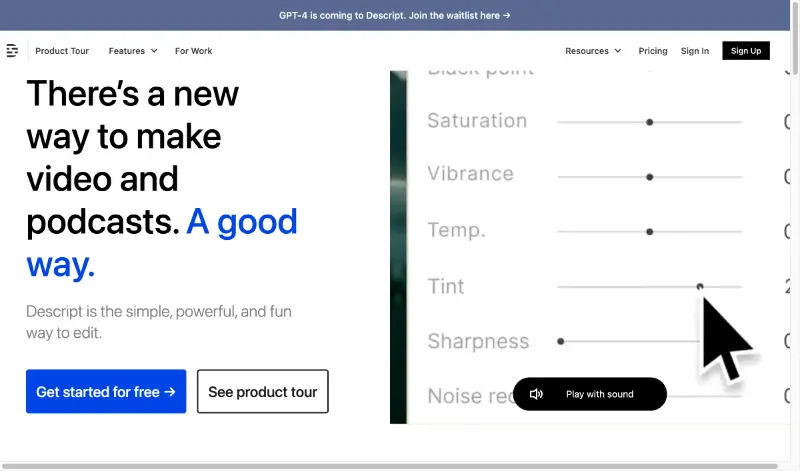 GPT-4 is coming to Descript. Join the waitlist here →
Product Tour Features For Work Resources Pricing Sign In Sign Up
There's a new
way to make
video and
podcasts. A good
way.
Descript is the simple, powerful, and fun
way to edit.
Get started for free →
See product tour
Black point
Saturation
Vibrance
Temp.
Tint
Sharpness
Noise
Play with sound